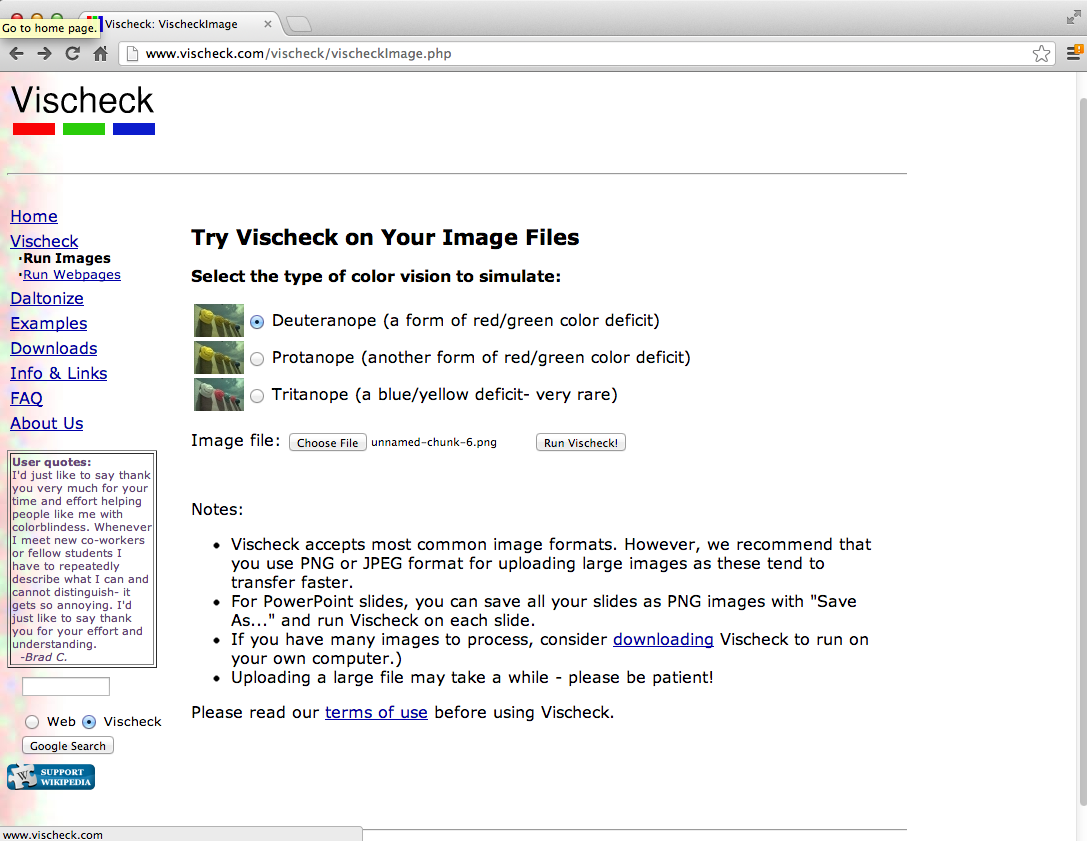 Go to home page.
Vischeck: VischeckImage
www.vischeck.com/vischeck/vischeckImage.php
Vischeck
Home
Vischeck
·Run Images
·Run Webpages
Daltonize
Examples
Downloads
Info & Links
FAQ
About Us
User quotes:
I'd just like to say thank
you very much for your
time and effort helping
people like me with
colorblindess. Whenever
I meet new co-workers
or fellow students I
have to repeatedly
describe what I can and
cannot distinguish- it
gets so annoying. I'd
just like to say thank
you for your effort and
understanding.
-Brad C.
Web Vischeck
Google Search
W
SUPPORT
WIKIPEDIA
Try Vischeck on Your Image Files
Select the type of color vision to simulate:
Deuteranope (a form of red/green color deficit)
Protanope (another form of red/green color deficit)
Tritanope (a blue/yellow deficit- very rare)
Image file: Choose File unnamed-chunk-6.png Run Vischeck!
Notes:
• Vischeck accepts most common image formats. However, we recommend that
you use PNG or JPEG format for uploading large images as these tend to
transfer faster.
• For PowerPoint slides, you can save all your slides as PNG images with "Save
As..." and run Vischeck on each slide.
• If you have many images to process, consider downloading Vischeck to run on
your own computer.)
• Uploading a large file may take a while - please be patient!
Please read our terms of use before using Vischeck.
www.vischeck.com